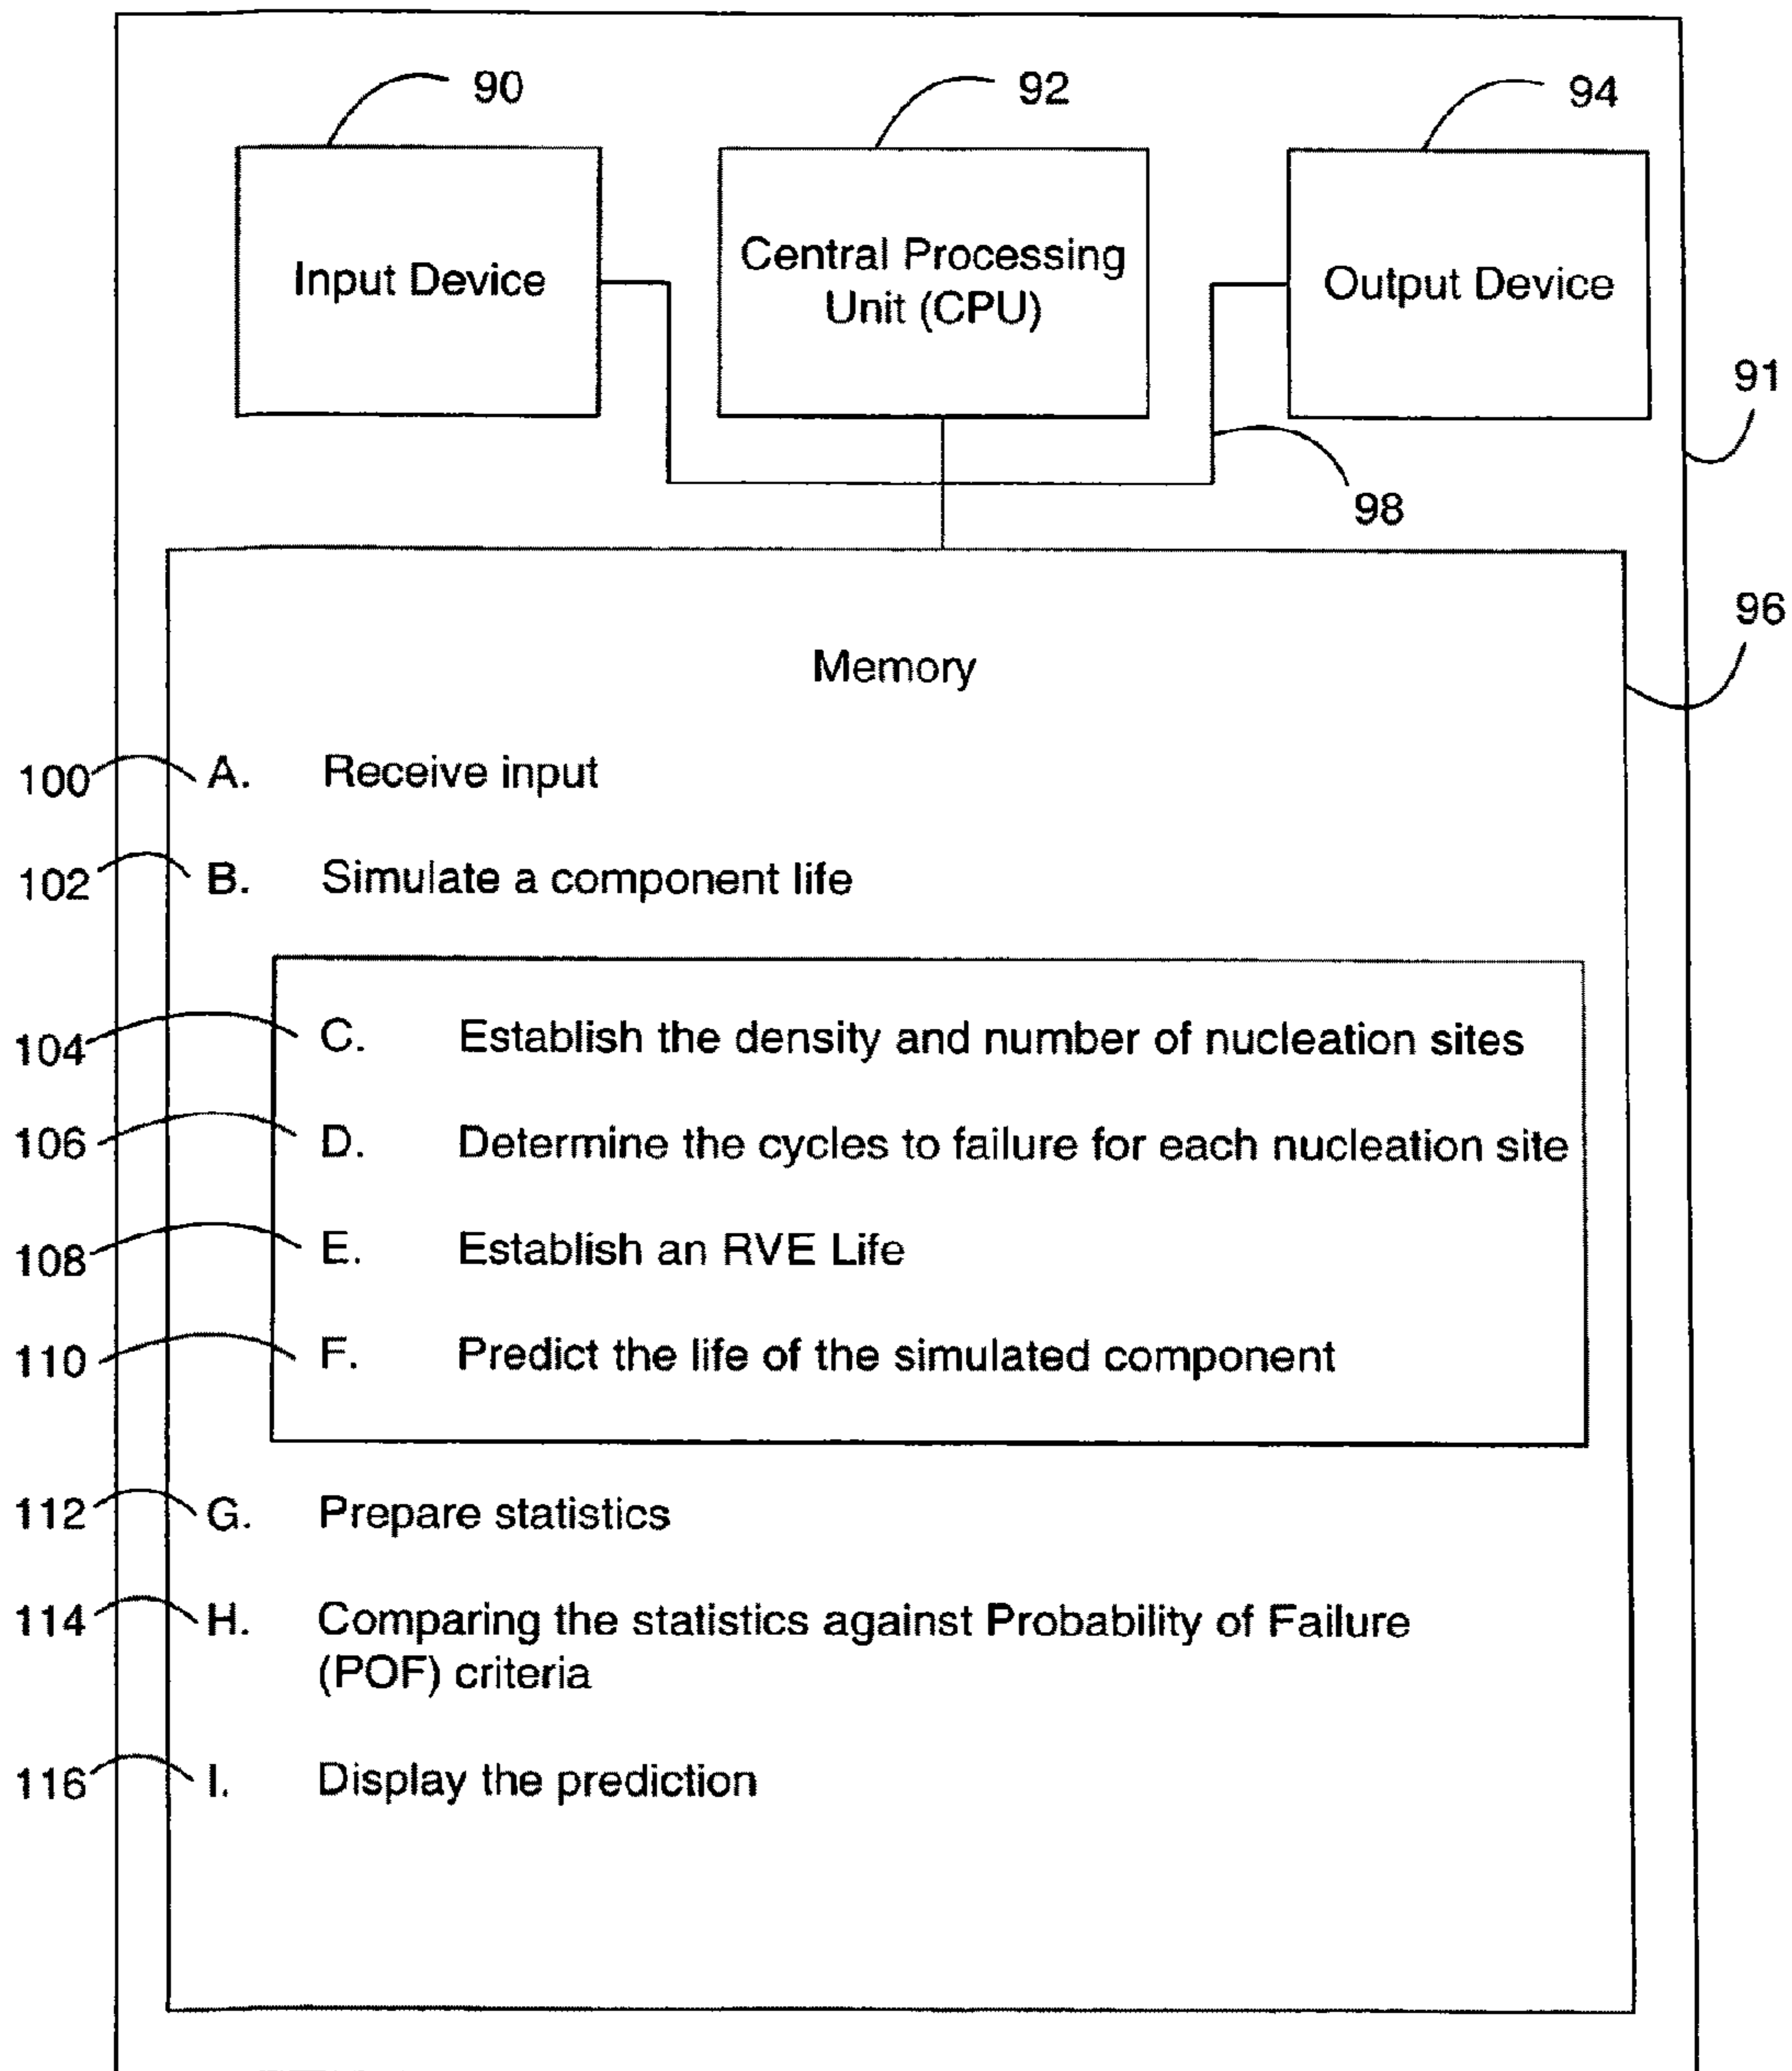 90
92
94
Input Device
Central Processing
Unit (CPU)
Output Device
91
98
96
Memory
100 A. Receive input
102 B. Simulate a component life
104 C. Establish the density and number of nucleation sites
106 D. Determine the cycles to failure for each nucleation site
108 E. Establish an RVE Life
110 F. Predict the life of the simulated component
112 G. Prepare statistics
114 H. Comparing the statistics against Probability of Failure
(POF) criteria
116 I. Display the prediction